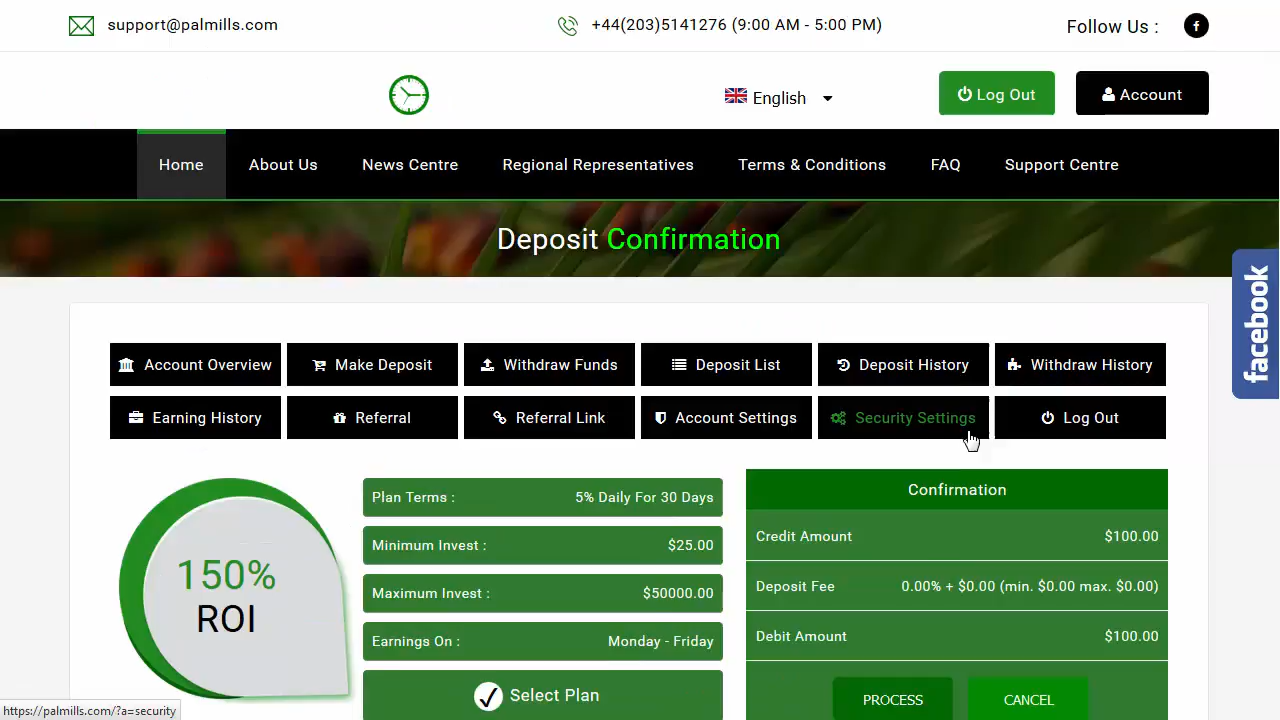 support@palmills.com
+44(203)5141276 (9:00 AM - 5:00 PM)
Follow Us :
English
Log Out
Account
Home
About Us
News Centre
Regional Representatives
Terms & Conditions
FAQ
Support Centre
Deposit Confirmation
facebook
Account Overview
Make Deposit
Withdraw Funds
Deposit List
Deposit History
Withdraw History
Earning History
Referral
Referral Link
Account Settings
Security Settings
Log Out
150%
ROI
Plan Terms : 5% Daily For 30 Days
Minimum Invest : $25.00
Maximum Invest : $50000.00
Earnings On : Monday - Friday
Select Plan
Confirmation
Credit Amount $100.00
Deposit Fee 0.00% + $0.00 (min. $0.00 max. $0.00)
Debit Amount $100.00
PROCESS
CANCEL
https://palmills.com/?a=security